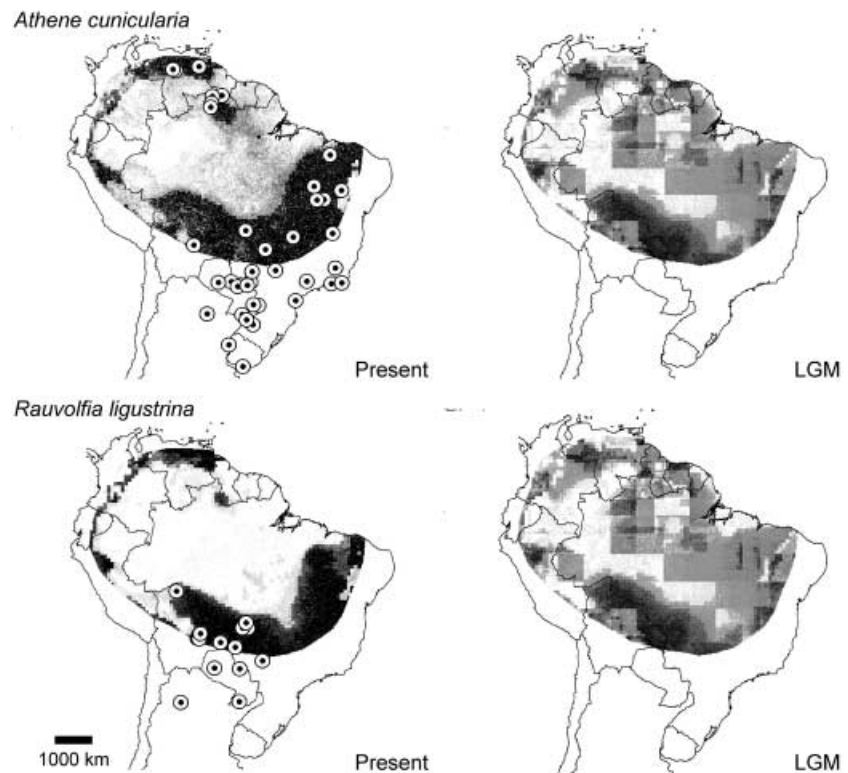 Athene cunicularia
Present
LGM
Rauvolfia ligustrina
1000 km
Present
LGM